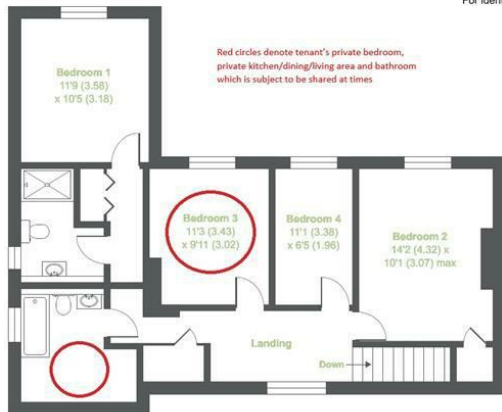 For iden
Red circles denote tenant's private bedroom,
private kitchen/dining/living area and bathroom
which is subject to be shared at times
Bedroom 1
11'9 (3.58)
x 10'5 (3.18)
Bedroom 3
11'3 (3.43)
x 9'11 (3.02)
Bedroom 4
11'1 (3.38)
x 6'5 (1.96)
Bedroom 2
14'2 (4.32) x
10'1 (3.07) max
Landing
Down